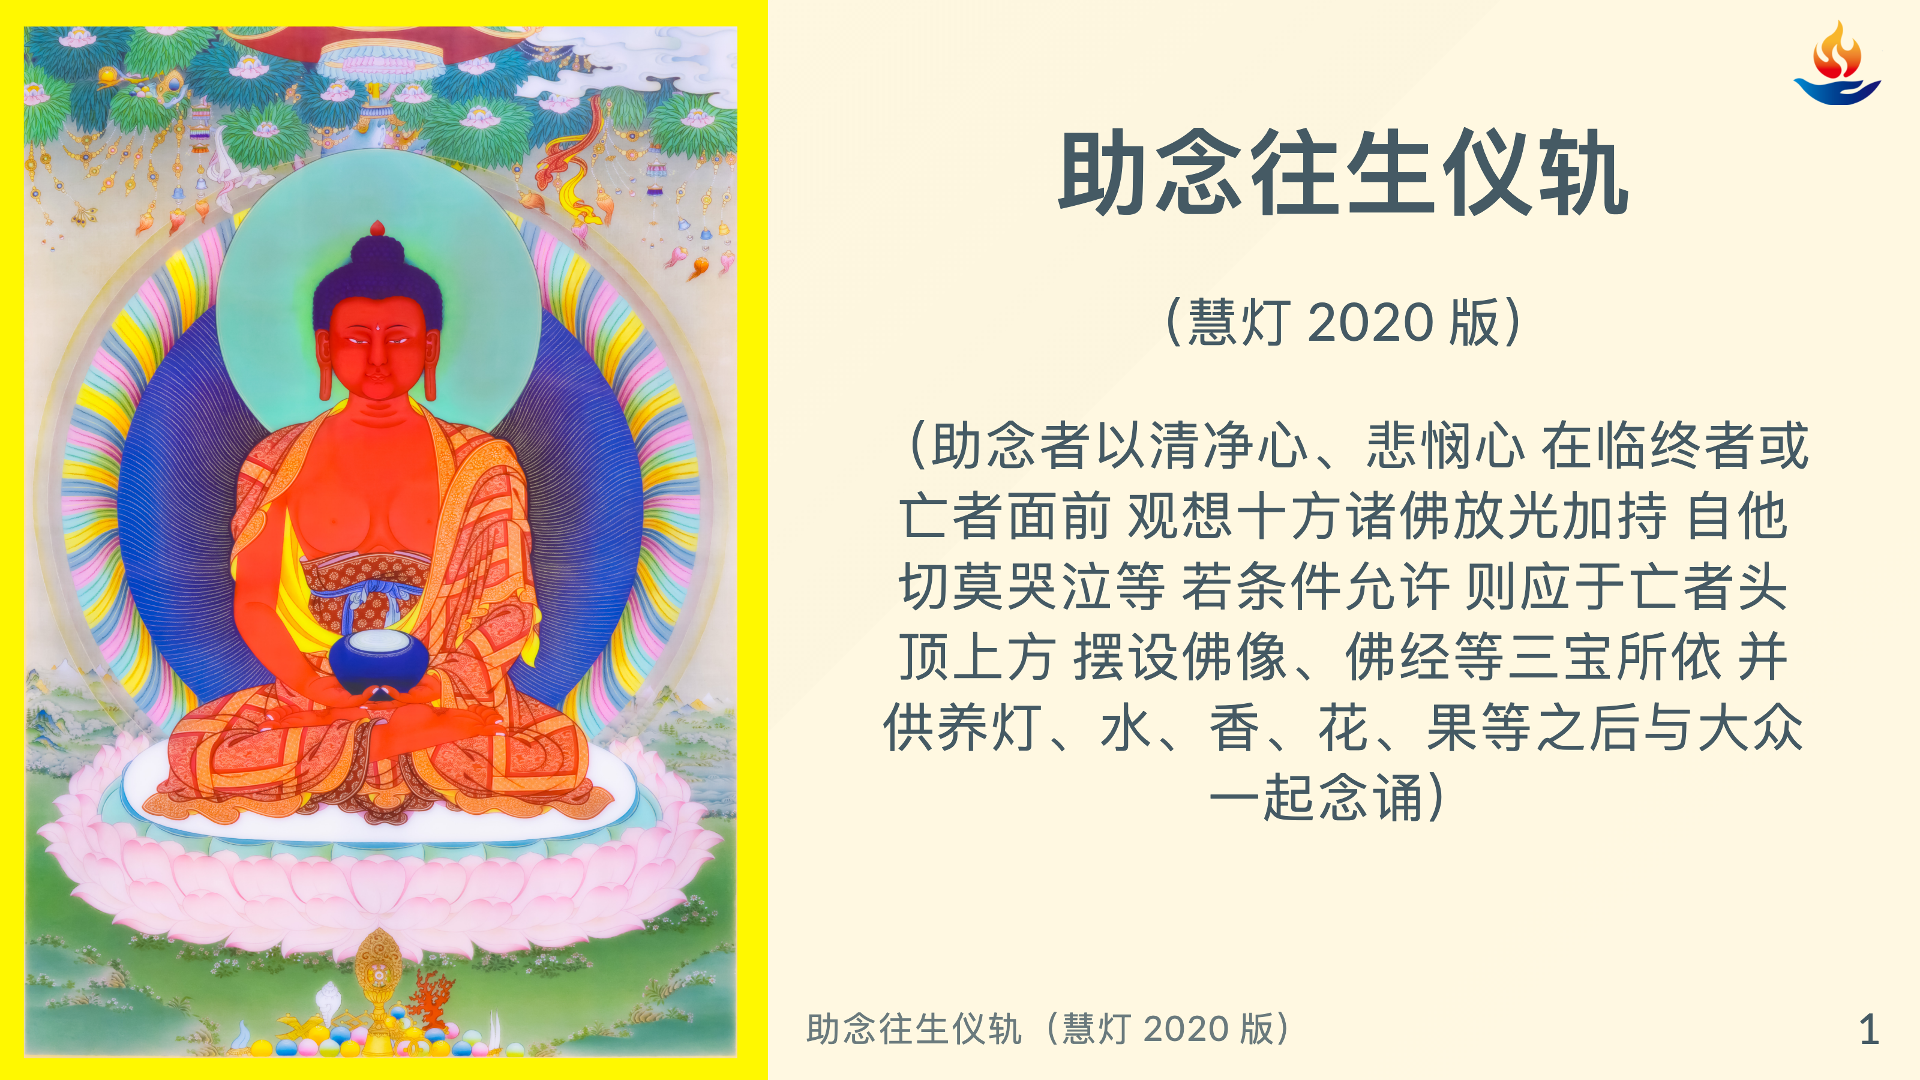 助念往生仪轨
（慧灯 2020 版）
（助念者以清净心、悲悯心 在临终者或
亡者面前 观想十方诸佛放光加持 自他
切莫哭泣等 若条件允许 则应于亡者头
顶上方 摆设佛像、佛经等三宝所依 并
供养灯、水、香、花、果等之后与大众
一起念诵）
助念往生仪轨（慧灯 2020 版）
1